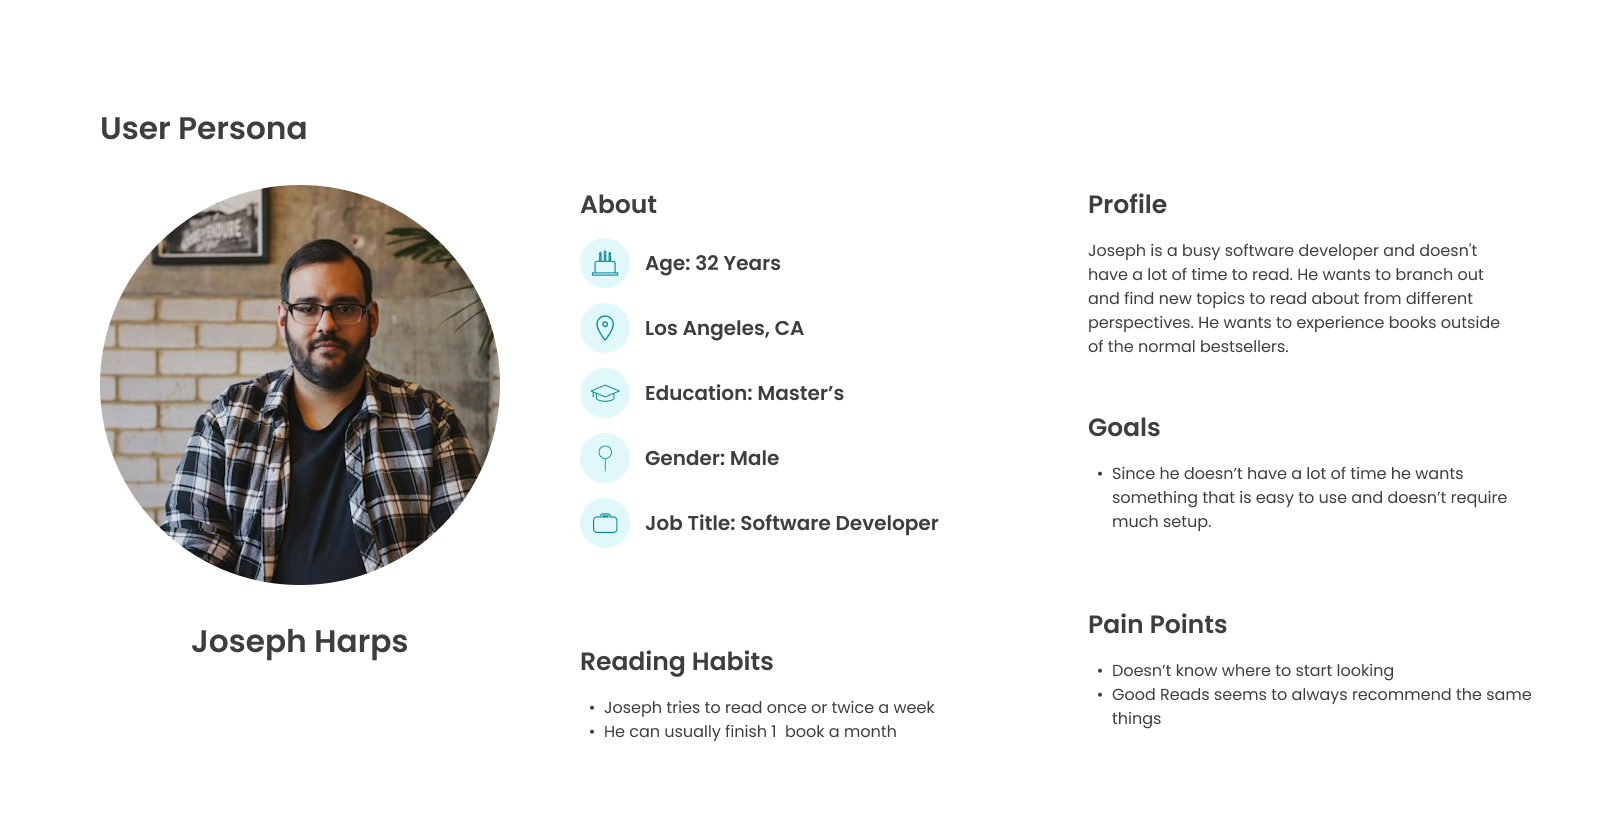 User Persona
Joseph Harps
About
Age: 32 Years
Los Angeles, CA
Education: Master’s
Gender: Male
Job Title: Software Developer
Reading Habits
• Joseph tries to read once or twice a week
• He can usually finish 1  book a month
Profile
Joseph is a busy software developer and doesn't
have a lot of time to read. He wants to branch out
and find new topics to read about from different
perspectives. He wants to experience books outside
of the normal bestsellers.
Goals
• Since he doesn’t have a lot of time he wants
something that is easy to use and doesn’t require
much setup.
Pain Points
• Doesn’t know where to start looking
• Good Reads seems to always recommend the same
things